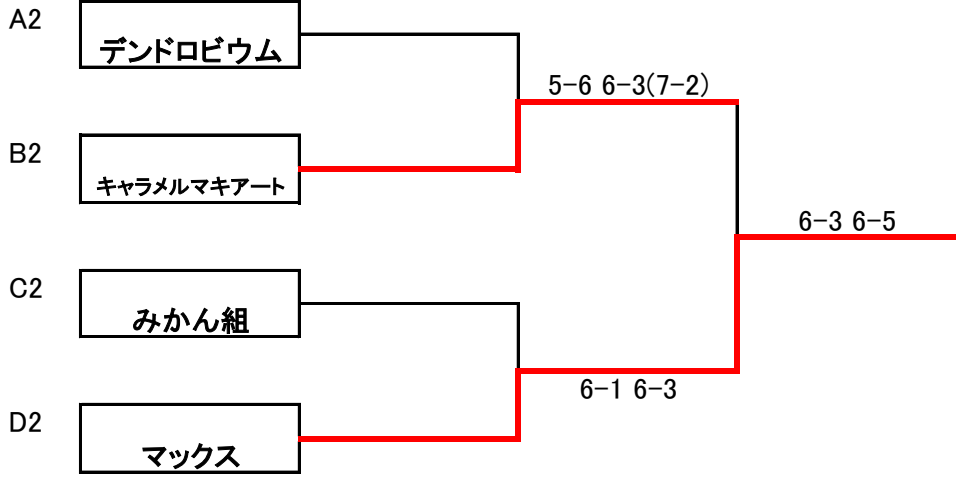 A2
デンドロビウム
5-6 6-3(7-2)
B2
キャラメルマキアート
6-3 6-5
C2
みかん組
6-1 6-3
D2
マックス